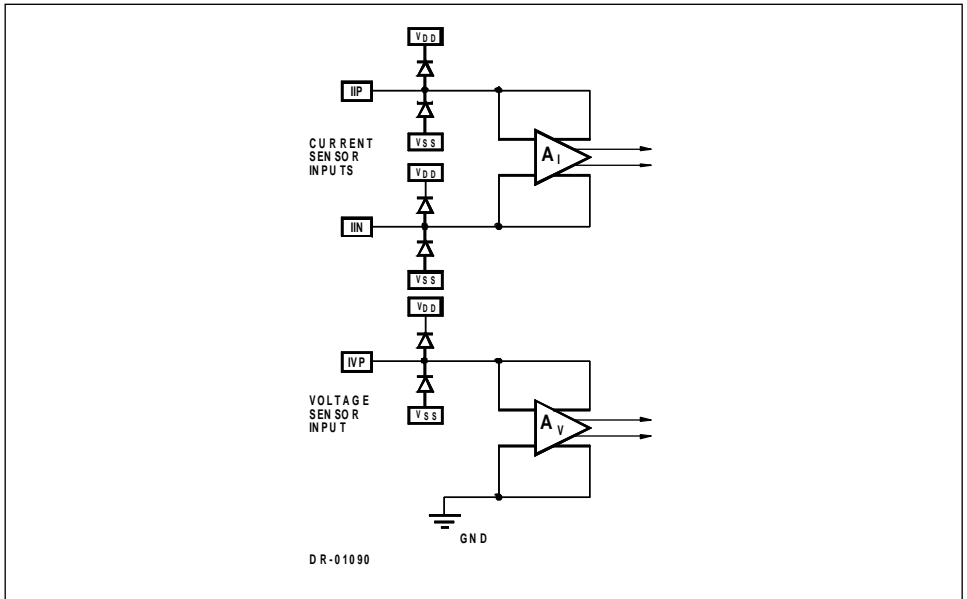 VDD
IIP
CURRENT
SENSOR
INPUTS
VSS
AI
VDD
IIN
VSS
VDD
IVP
VOLTAGE
SENSOR
INPUT
VSS
AV
GND
DR-01090